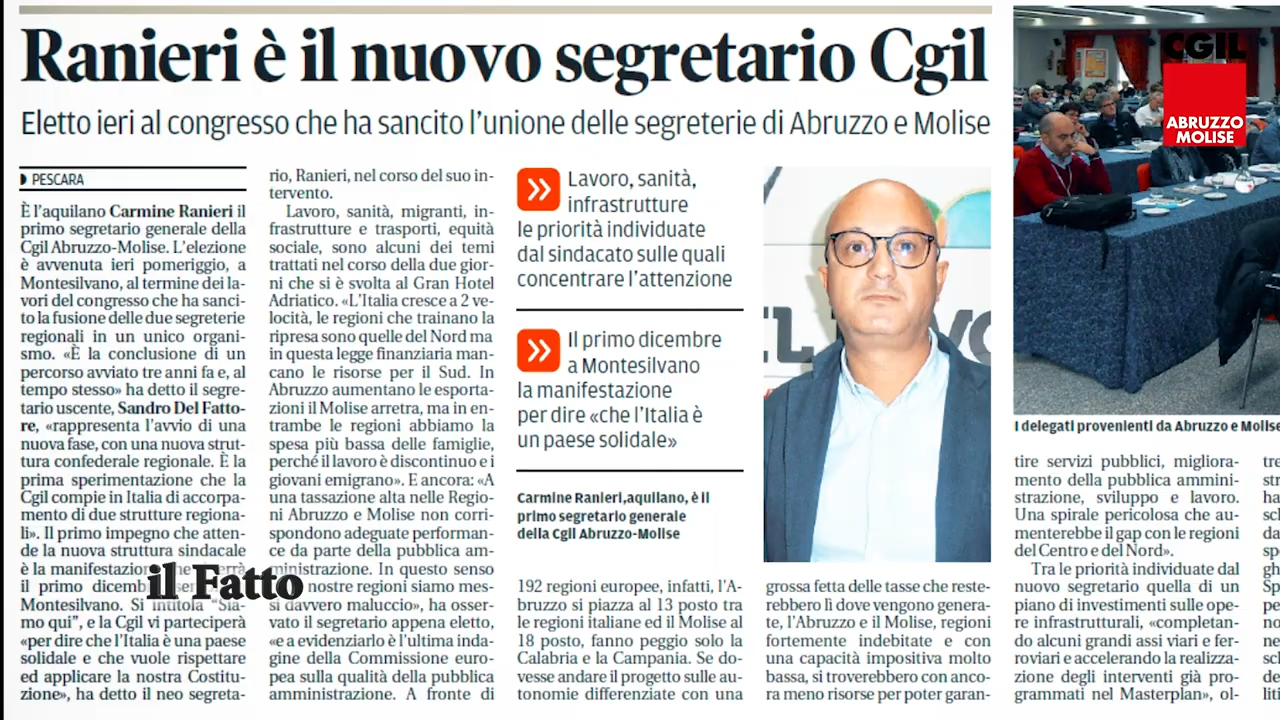 Ranieri è il nuovo segretario Cgil
Eletto ieri al congresso che ha sancito l'unione delle segreterie di Abruzzo e Molise
PESCARA
È l'aquilano Carmine Ranieri il
primo segretario generale della
Cgil Abruzzo-Molise. L'elezione
è avvenuta ieri pomeriggio, a
Montesilvano, al termine dei la-
vori del congresso che ha sanci-
to la fusione delle due segreterie
regionali in un unico organi-
smo. «È la conclusione di un
percorso avviato tre anni fa e, al
tempo stesso» ha detto il segre-
tario uscente, Sandro Del Fatto-
re, «rappresenta l'avvio di una
nuova fase, con una nuova strut-
tura confederale regionale. È la
prima sperimentazione che la
Cgil compie in Italia di accorpa-
mento di due strutture regiona-
li». Il primo impegno che atten-
de la nuova struttura sindacale
è la manifestazione
il primo
Montesilvano. Si intitola "Sia-
mo qui", e la Cgil vi parteciperà
«per dire che l'Italia è una paese
solidale e che vuole rispettare
ed applicare la nostra Costitu-
zione», ha detto il neo segreta-
rio, Ranieri, nel corso del suo in-
tervento.
Lavoro, sanità, migranti, in-
frastrutture e trasporti, equità
sociale, sono alcuni dei temi
trattati nel corso della due gior-
ni che si è svolta al Gran Hotel
Adriatico. «L'Italia cresce a 2 ve-
locità, le regioni che trainano la
ripresa sono quelle del Nord ma
in questa legge finanziaria man-
cano le risorse per il Sud. In
Abruzzo aumentano le esporta-
zioni il Molise arretra, ma in en-
trambe le regioni abbiamo la
spesa più bassa delle famiglie,
perché il lavoro è discontinuo e i
giovani emigrano». E ancora: «A
una tassazione alta nelle Regio-
ni Abruzzo e Molise non corri-
spondono adeguate performan-
ce da parte della pubblica am-
ministrazione. In questo senso
nostre regioni siamo mes-
si davvero maluccio», ha osser-
vato il segretario appena eletto,
«e a evidenziarlo è l'ultima inda-
gine della Commissione euro-
pea sulla qualità della pubblica
amministrazione. A fronte di
il Fatto
» Lavoro, sanità,
infrastrutture
le priorità individuate
dal sindacato sulle quali
concentrare l'attenzione
» Il primo dicembre
a Montesilvano
la manifestazione
per dire «che l'Italia è
un paese solidale»
Carmine Ranieri,aquilano, è il
primo segretario generale
della Cgil Abruzzo-Molise
192 regioni europee, infatti, l'A-
bruzzo si piazza al 13 posto tra
le regioni italiane ed il Molise al
18 posto, fanno peggio solo la
Calabria e la Campania. Se do-
vesse andare il progetto sulle au-
tonomie differenziate con una
grossa fetta delle tasse che reste-
rebbero lì dove vengono genera-
te, l'Abruzzo e il Molise, regioni
fortemente indebitate e con
una capacità impositiva molto
bassa, si troverebbero con anco-
ra meno risorse per poter garan-
CGIL
ABRUZZO
MOLISE
I delegati provenienti da Abruzzo e Molise
tire servizi pubblici, migliora-
mento della pubblica ammini-
strazione, sviluppo e lavoro.
Una spirale pericolosa che au-
menterebbe il gap con le regioni
del Centro e del Nord».
Tra le priorità individuate dal
nuovo segretario quella di un
piano di investimenti sulle ope-
re infrastrutturali, «completan-
do alcuni grandi assi viari e fer-
roviari e accelerando la realizza-
zione degli interventi già pro-
grammati nel Masterplan», ol-